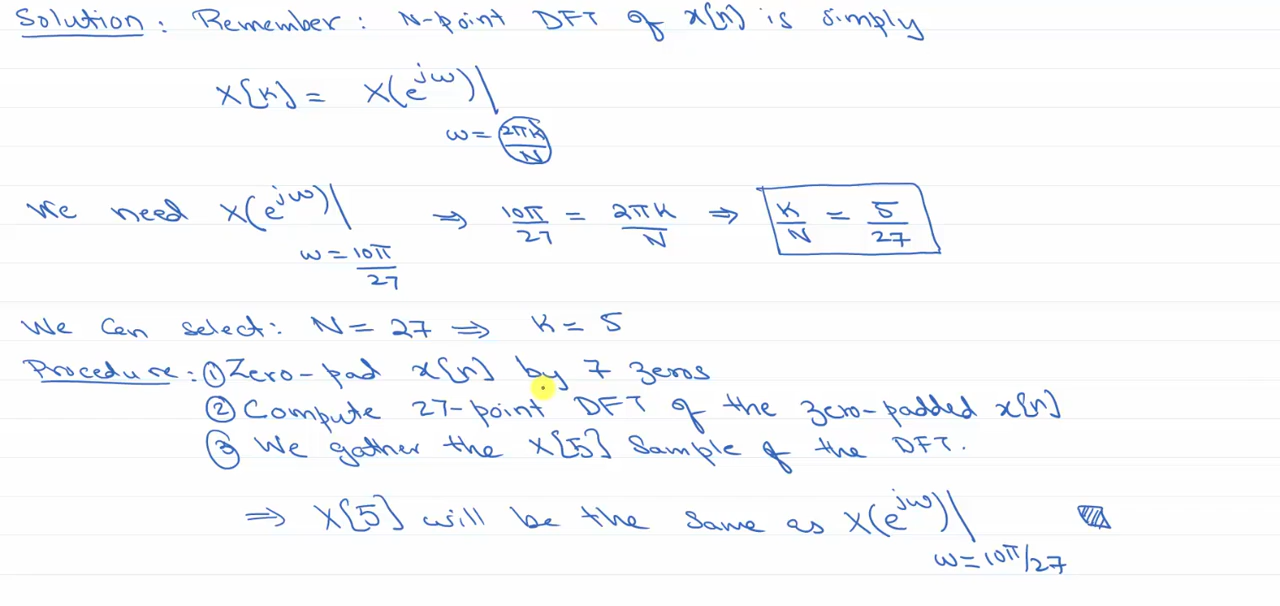 Solution: Remember: N-point DFT of x[n] is simply
X[K] = X(e^{jω})|_{ω = 2πK/N}
We need X(e^{jω})|_{ω = 10π/27} ⇒ 10π/27 = 2πK/N ⇒ K/N = 5/27
We can select: N = 27 ⇒ K = 5
Procedure: ① Zero-pad x[n] by 7 zeros
② Compute 27-point DFT of the zero-padded x[n]
③ We gather the X[5] sample of the DFT.
⇒ X[5] will be the same as X(e^{jω})|_{ω = 10π/27}